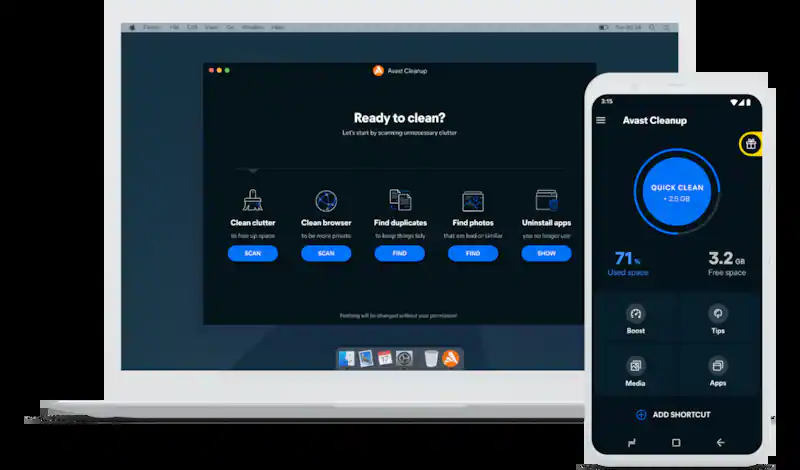 Finder File Edit View Go Window Help
Avast Cleanup
Ready to clean?
Let's start by scanning unnecessary clutter
Clean clutter
to free up space
SCAN
Clean browser
to be more private
SCAN
Find duplicates
to keep things tidy
FIND
Find photos
that are bad or similar
FIND
Uninstall apps
you no longer use
SHOW
Nothing will be changed without your permission!
17
3:15
Avast Cleanup
QUICK CLEAN
• 2.5 GB
71 %
Used space
3.2 GB
Free space
Boost
Tips
Media
Apps
ADD SHORTCUT